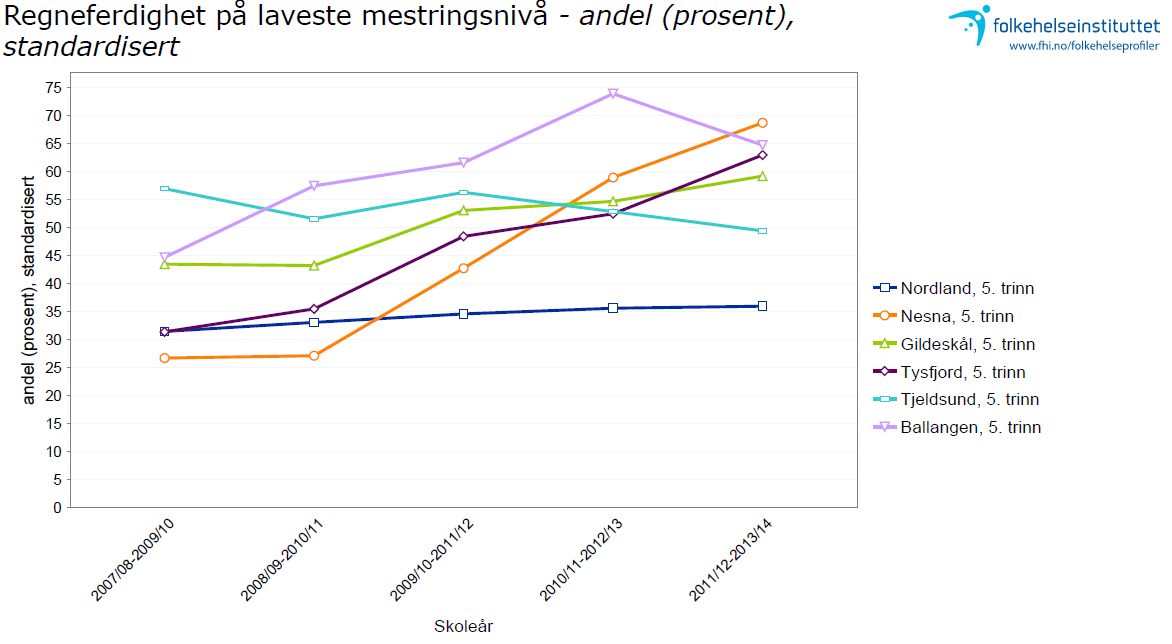 Regneferdighet på laveste mestringsnivå - andel (prosent),
standardisert
folkehelseinstituttet
www.fhi.no/folkehelseprofiler
andel (prosent), standardisert
75
70
65
60
55
50
45
40
35
30
25
20
15
10
5
0
2007/08-2009/10
2008/09-2010/11
2009/10-2011/12
2010/11-2012/13
2011/12-2013/14
Skoleår
Nordland, 5. trinn
Nesna, 5. trinn
Gildeskål, 5. trinn
Tysfjord, 5. trinn
Tjeldsund, 5. trinn
Ballangen, 5. trinn